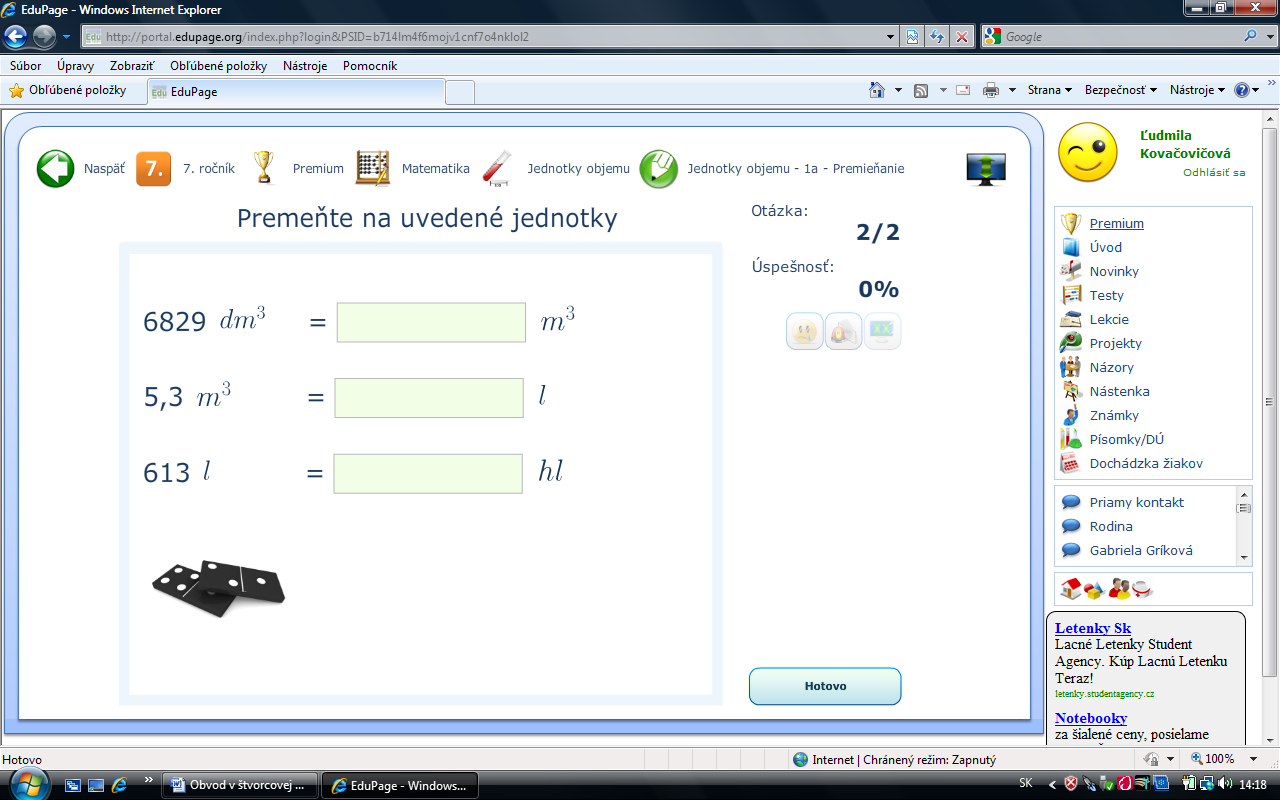 EduPage - Windows Internet Explorer
http://portal.edupage.org/index.php?login&PSID=b714lm4f6mojv1cnf7o4nklol2
Google
Súbor Úpravy Zobraziť Obľúbené položky Nástroje Pomocník
Obľúbené položky
Edu EduPage
Strana Bezpečnosť Nástroje
Naspäť 7. 7. ročník Premium Matematika Jednotky objemu Jednotky objemu - 1a - Premieňanie
Premeňte na uvedené jednotky
6829 dm³ = m³
5,3 m³ = l
613 l = hl
Otázka:
2/2
Úspešnosť:
0%
Hotovo
Ľudmila
Kovačovičová
Odhlásiť sa
Premium
Úvod
Novinky
Testy
Lekcie
Projekty
Názory
Nástenka
Známky
Písomky/DÚ
Dochádzka žiakov
Priamy kontakt
Rodina
Gabriela Gríková
Letenky Sk
Lacné Letenky Student
Agency. Kúp Lacnú Letenku
Teraz!
letenky.studentagency.cz
Notebooky
za šialené ceny, posielame
Hotovo
Internet | Chránený režim: Zapnutý
100%
Obvod v štvorcovej ...
EduPage - Windows...
SK
14:18